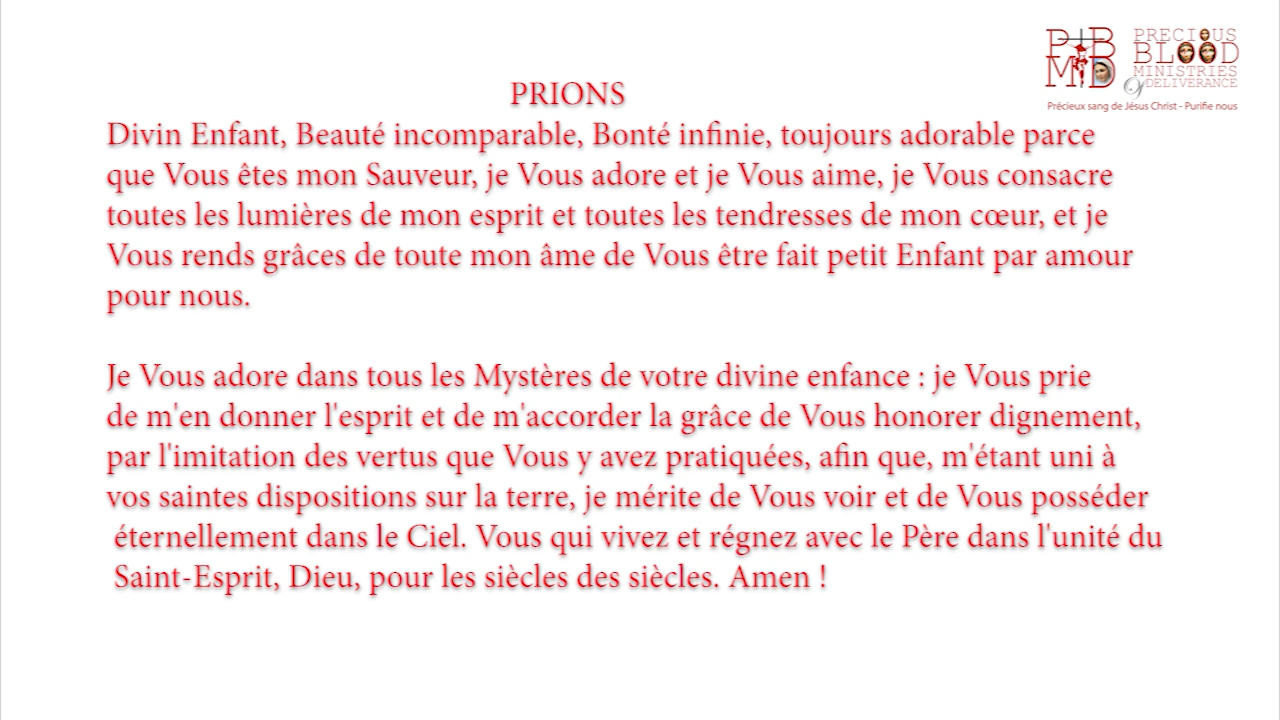 P B
M D
PRECIOUS
BLOOD
MINISTRIES
Of DELIVERANCE
Précieux sang de Jésus Christ - Purifie nous
PRIONS
Divin Enfant, Beauté incomparable, Bonté infinie, toujours adorable parce
que Vous êtes mon Sauveur, je Vous adore et je Vous aime, je Vous consacre
toutes les lumières de mon esprit et toutes les tendresses de mon cœur, et je
Vous rends grâces de toute mon âme de Vous être fait petit Enfant par amour
pour nous.
Je Vous adore dans tous les Mystères de votre divine enfance : je Vous prie
de m'en donner l'esprit et de m'accorder la grâce de Vous honorer dignement,
par l'imitation des vertus que Vous y avez pratiquées, afin que, m'étant uni à
vos saintes dispositions sur la terre, je mérite de Vous voir et de Vous posséder
éternellement dans le Ciel. Vous qui vivez et régnez avec le Père dans l'unité du
Saint-Esprit, Dieu, pour les siècles des siècles. Amen !